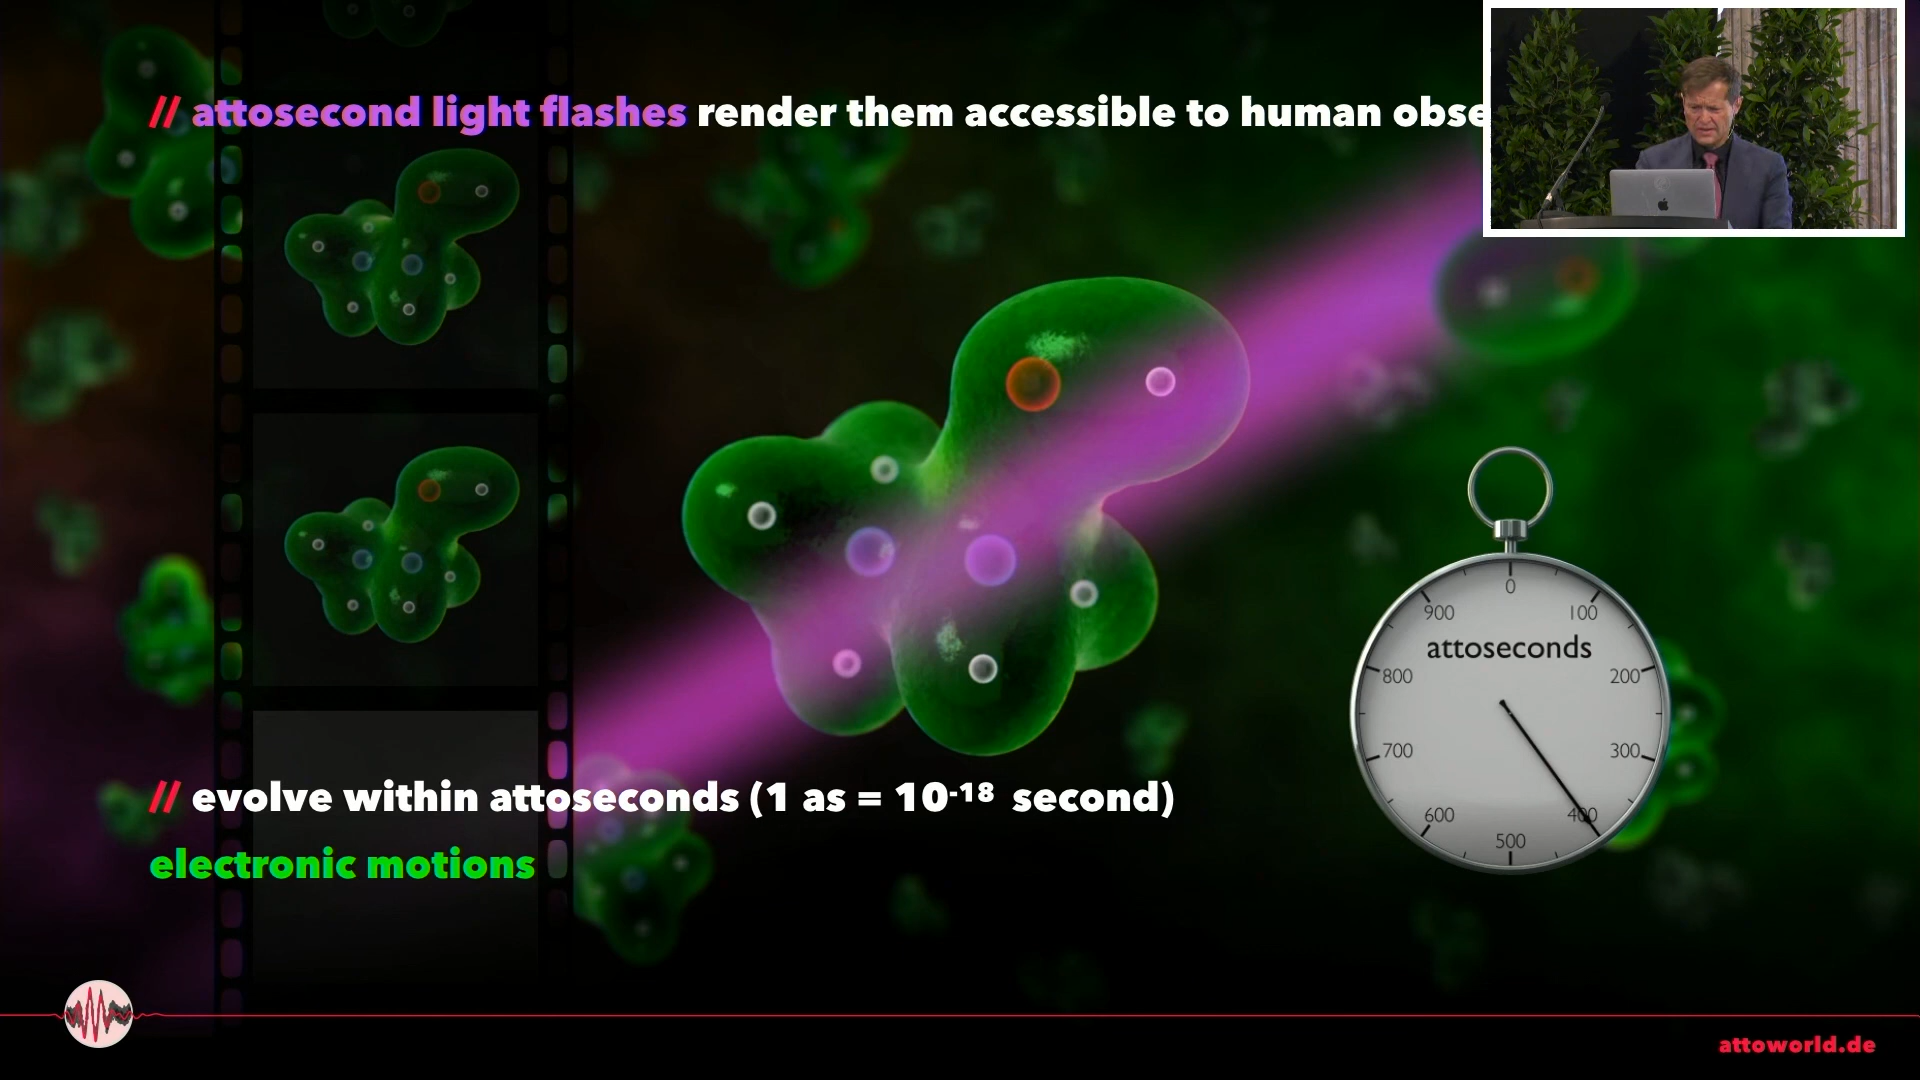 // attosecond light flashes render them accessible to human obse
0
900
100
attoseconds
800
200
700
300
600
400
500
// evolve within attoseconds (1 as = 10⁻¹⁸ second)
electronic motions
attoworld.de